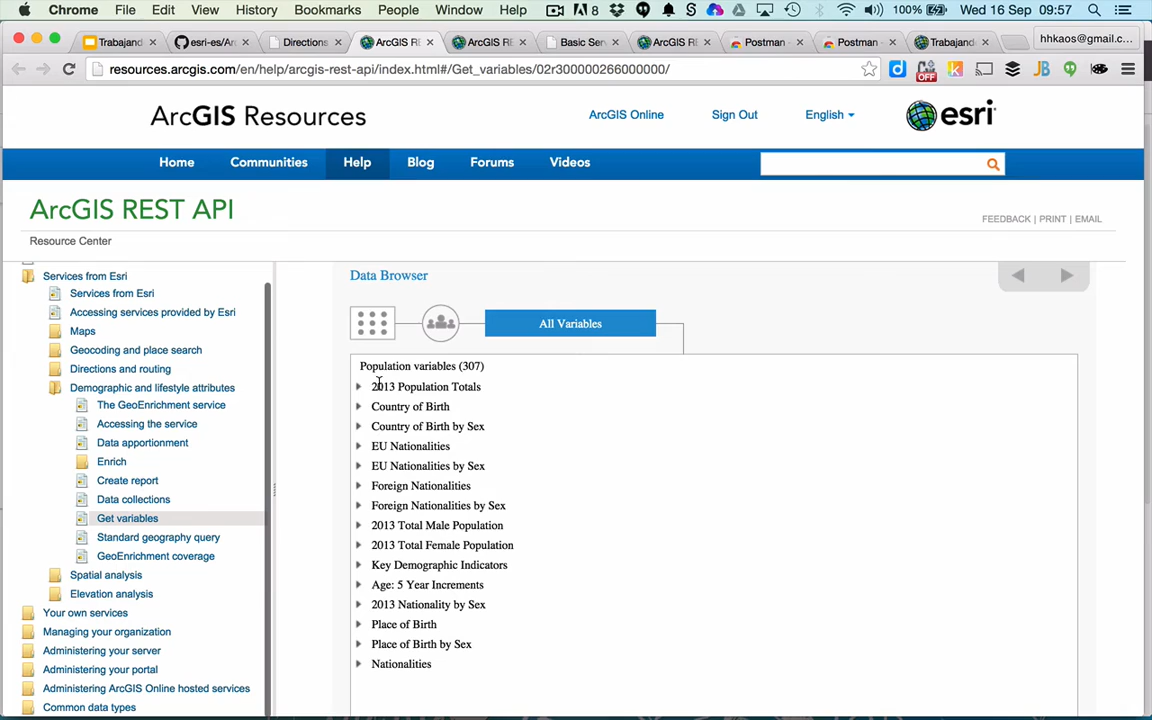 Chrome File Edit View History Bookmarks People Window Help 8 100% Wed 16 Sep 09:57
Trabajand esri-es/Arc Directions ArcGIS RE ArcGIS RE Basic Ser ArcGIS RE Postman - Postman - Trabajand hhkaos@gmail.c...
resources.arcgis.com/en/help/arcgis-rest-api/index.html#/Get_variables/02r300000266000000/ OFF JB
ArcGIS Resources ArcGIS Online Sign Out English esri
Home Communities Help Blog Forums Videos
ArcGIS REST API
FEEDBACK | PRINT | EMAIL
Resource Center
Services from Esri
Services from Esri
Accessing services provided by Esri
Maps
Geocoding and place search
Directions and routing
Demographic and lifestyle attributes
The GeoEnrichment service
Accessing the service
Data apportionment
Enrich
Create report
Data collections
Get variables
Standard geography query
GeoEnrichment coverage
Spatial analysis
Elevation analysis
Your own services
Managing your organization
Administering your server
Administering your portal
Administering ArcGIS Online hosted services
Common data types
Data Browser
All Variables
Population variables (307)
2013 Population Totals
Country of Birth
Country of Birth by Sex
EU Nationalities
EU Nationalities by Sex
Foreign Nationalities
Foreign Nationalities by Sex
2013 Total Male Population
2013 Total Female Population
Key Demographic Indicators
Age: 5 Year Increments
2013 Nationality by Sex
Place of Birth
Place of Birth by Sex
Nationalities